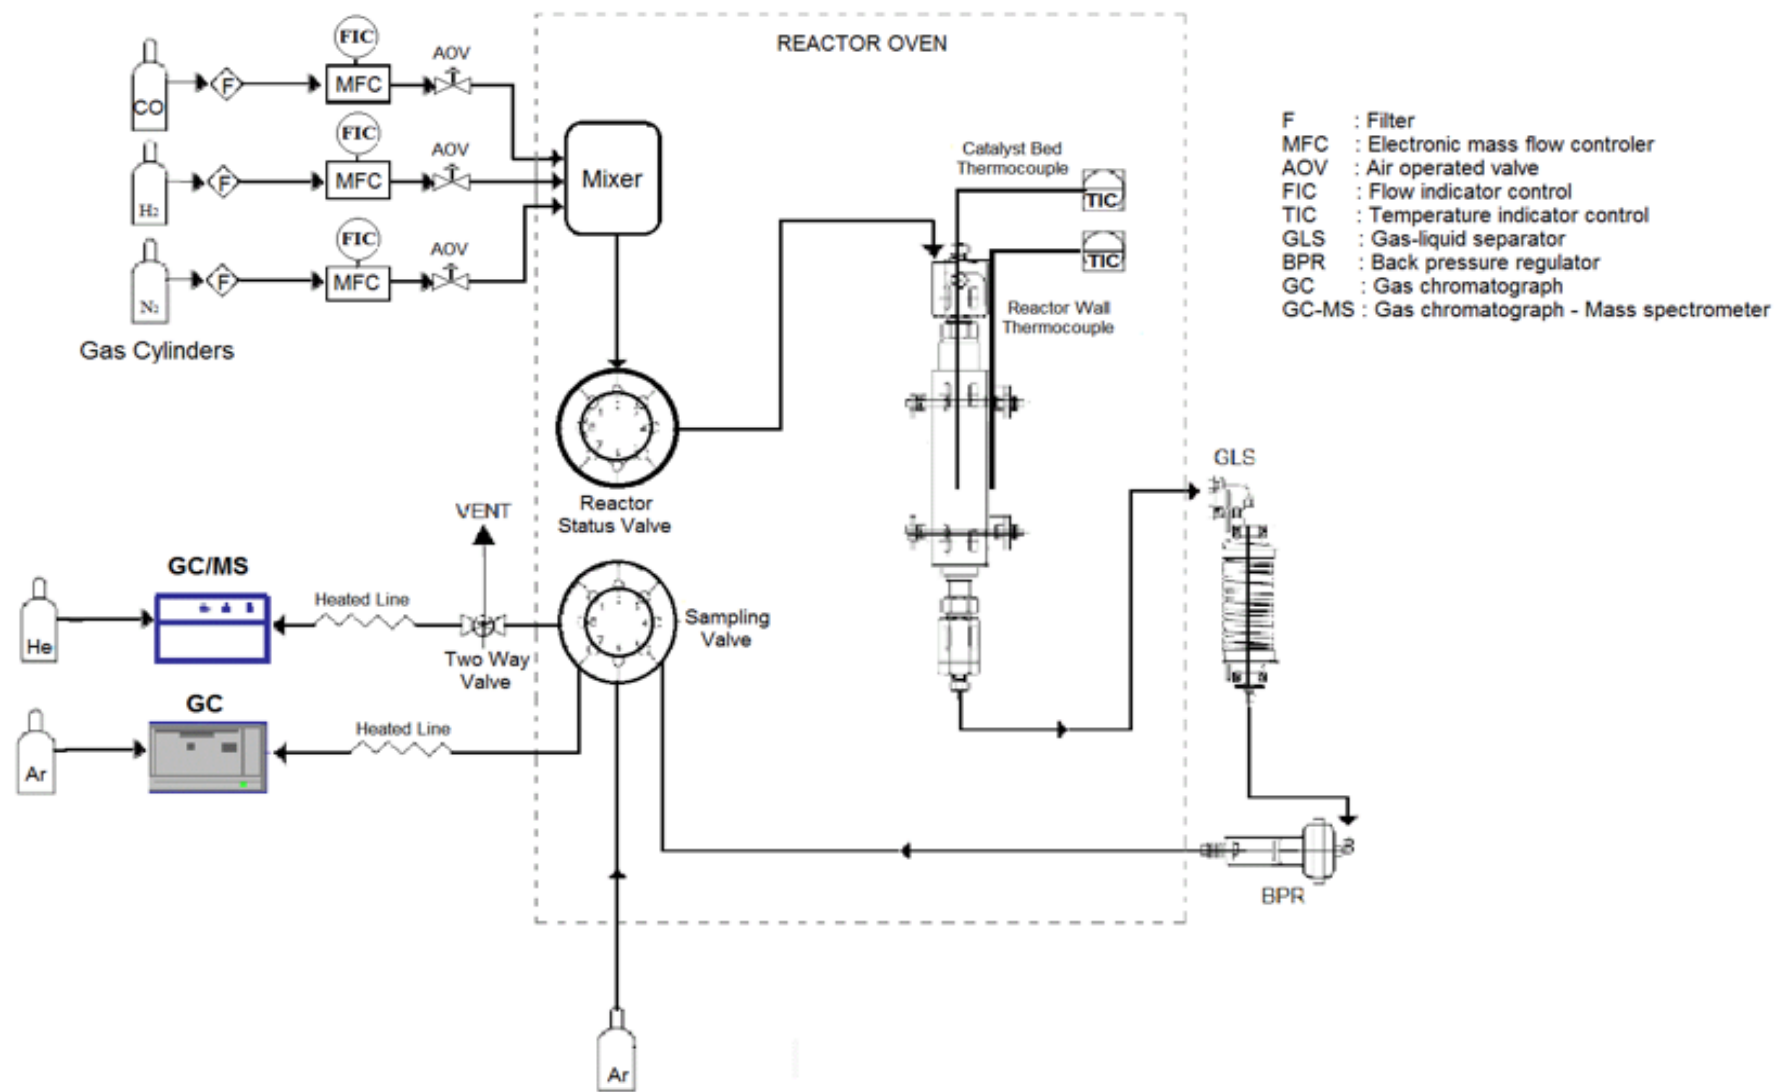 REACTOR OVEN
FIC
AOV
CO
F
MFC
FIC
AOV
H₂
F
MFC
Mixer
FIC
AOV
N₂
F
MFC
Gas Cylinders
Catalyst Bed
Thermocouple
TIC
TIC
Reactor Wall
Thermocouple
F : Filter
MFC : Electronic mass flow controler
AOV : Air operated valve
FIC : Flow indicator control
TIC : Temperature indicator control
GLS : Gas-liquid separator
BPR : Back pressure regulator
GC : Gas chromatograph
GC-MS : Gas chromatograph - Mass spectrometer
Reactor
Status Valve
GLS
VENT
GC/MS
Heated Line
He
Two Way
Valve
Sampling
Valve
GC
Heated Line
Ar
BPR
Ar